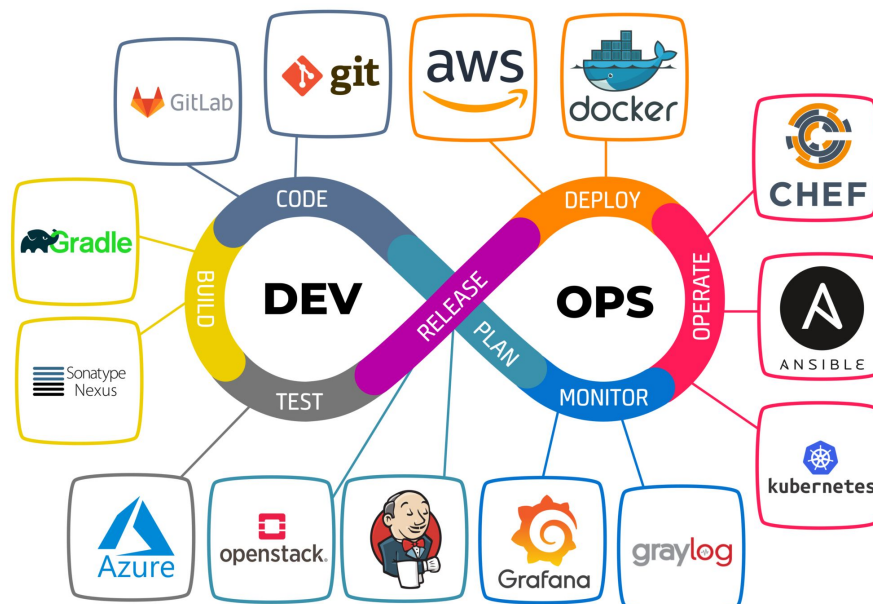 GitLab
git
aws
docker
CHEF
CODE
DEPLOY
Gradle
BUILD
DEV
RELEASE
PLAN
OPS
OPERATE
ANSIBLE
Sonatype
Nexus
TEST
MONITOR
Azure
openstack.
Grafana
graylog
kubernetes